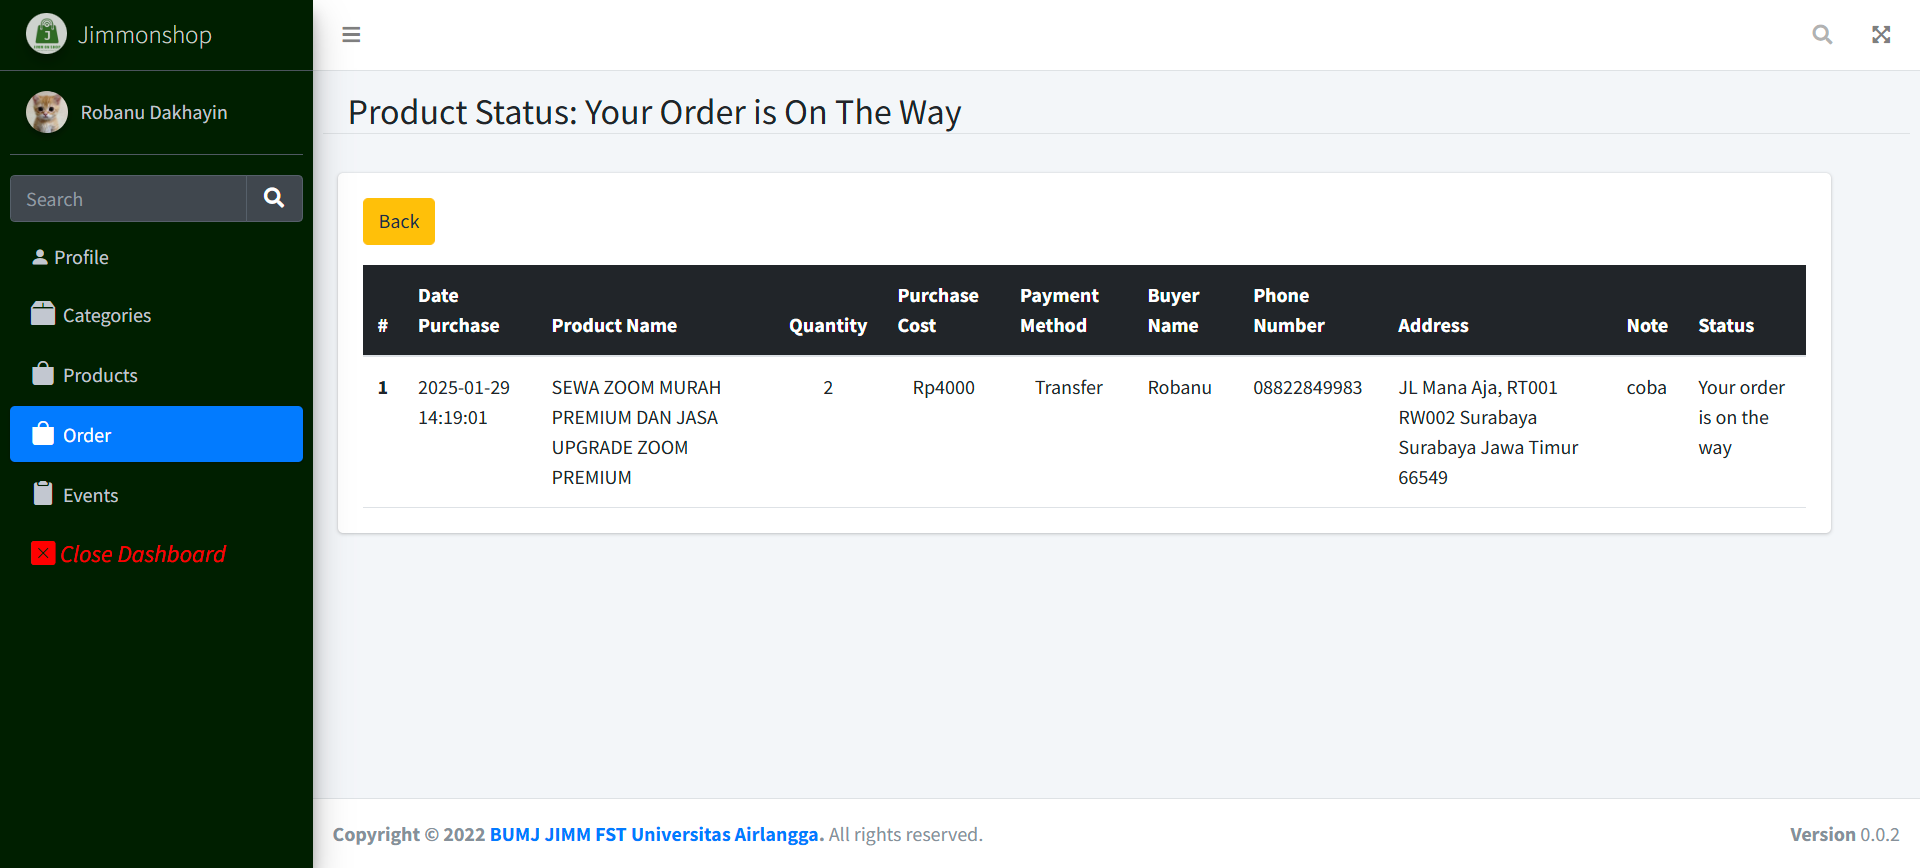 Jimmonshop
Robanu Dakhayin
Search
Profile
Categories
Products
Order
Events
Close Dashboard
Product Status: Your Order is On The Way
Back
# Date Purchase Product Name Quantity Purchase Cost Payment Method Buyer Name Phone Number Address Note Status
1 2025-01-29 14:19:01 SEWA ZOOM MURAH PREMIUM DAN JASA UPGRADE ZOOM PREMIUM 2 Rp4000 Transfer Robanu 08822849983 JL Mana Aja, RT001 RW002 Surabaya Surabaya Jawa Timur 66549 coba Your order is on the way
Copyright © 2022 BUMJ JIMM FST Universitas Airlangga. All rights reserved.
Version 0.0.2